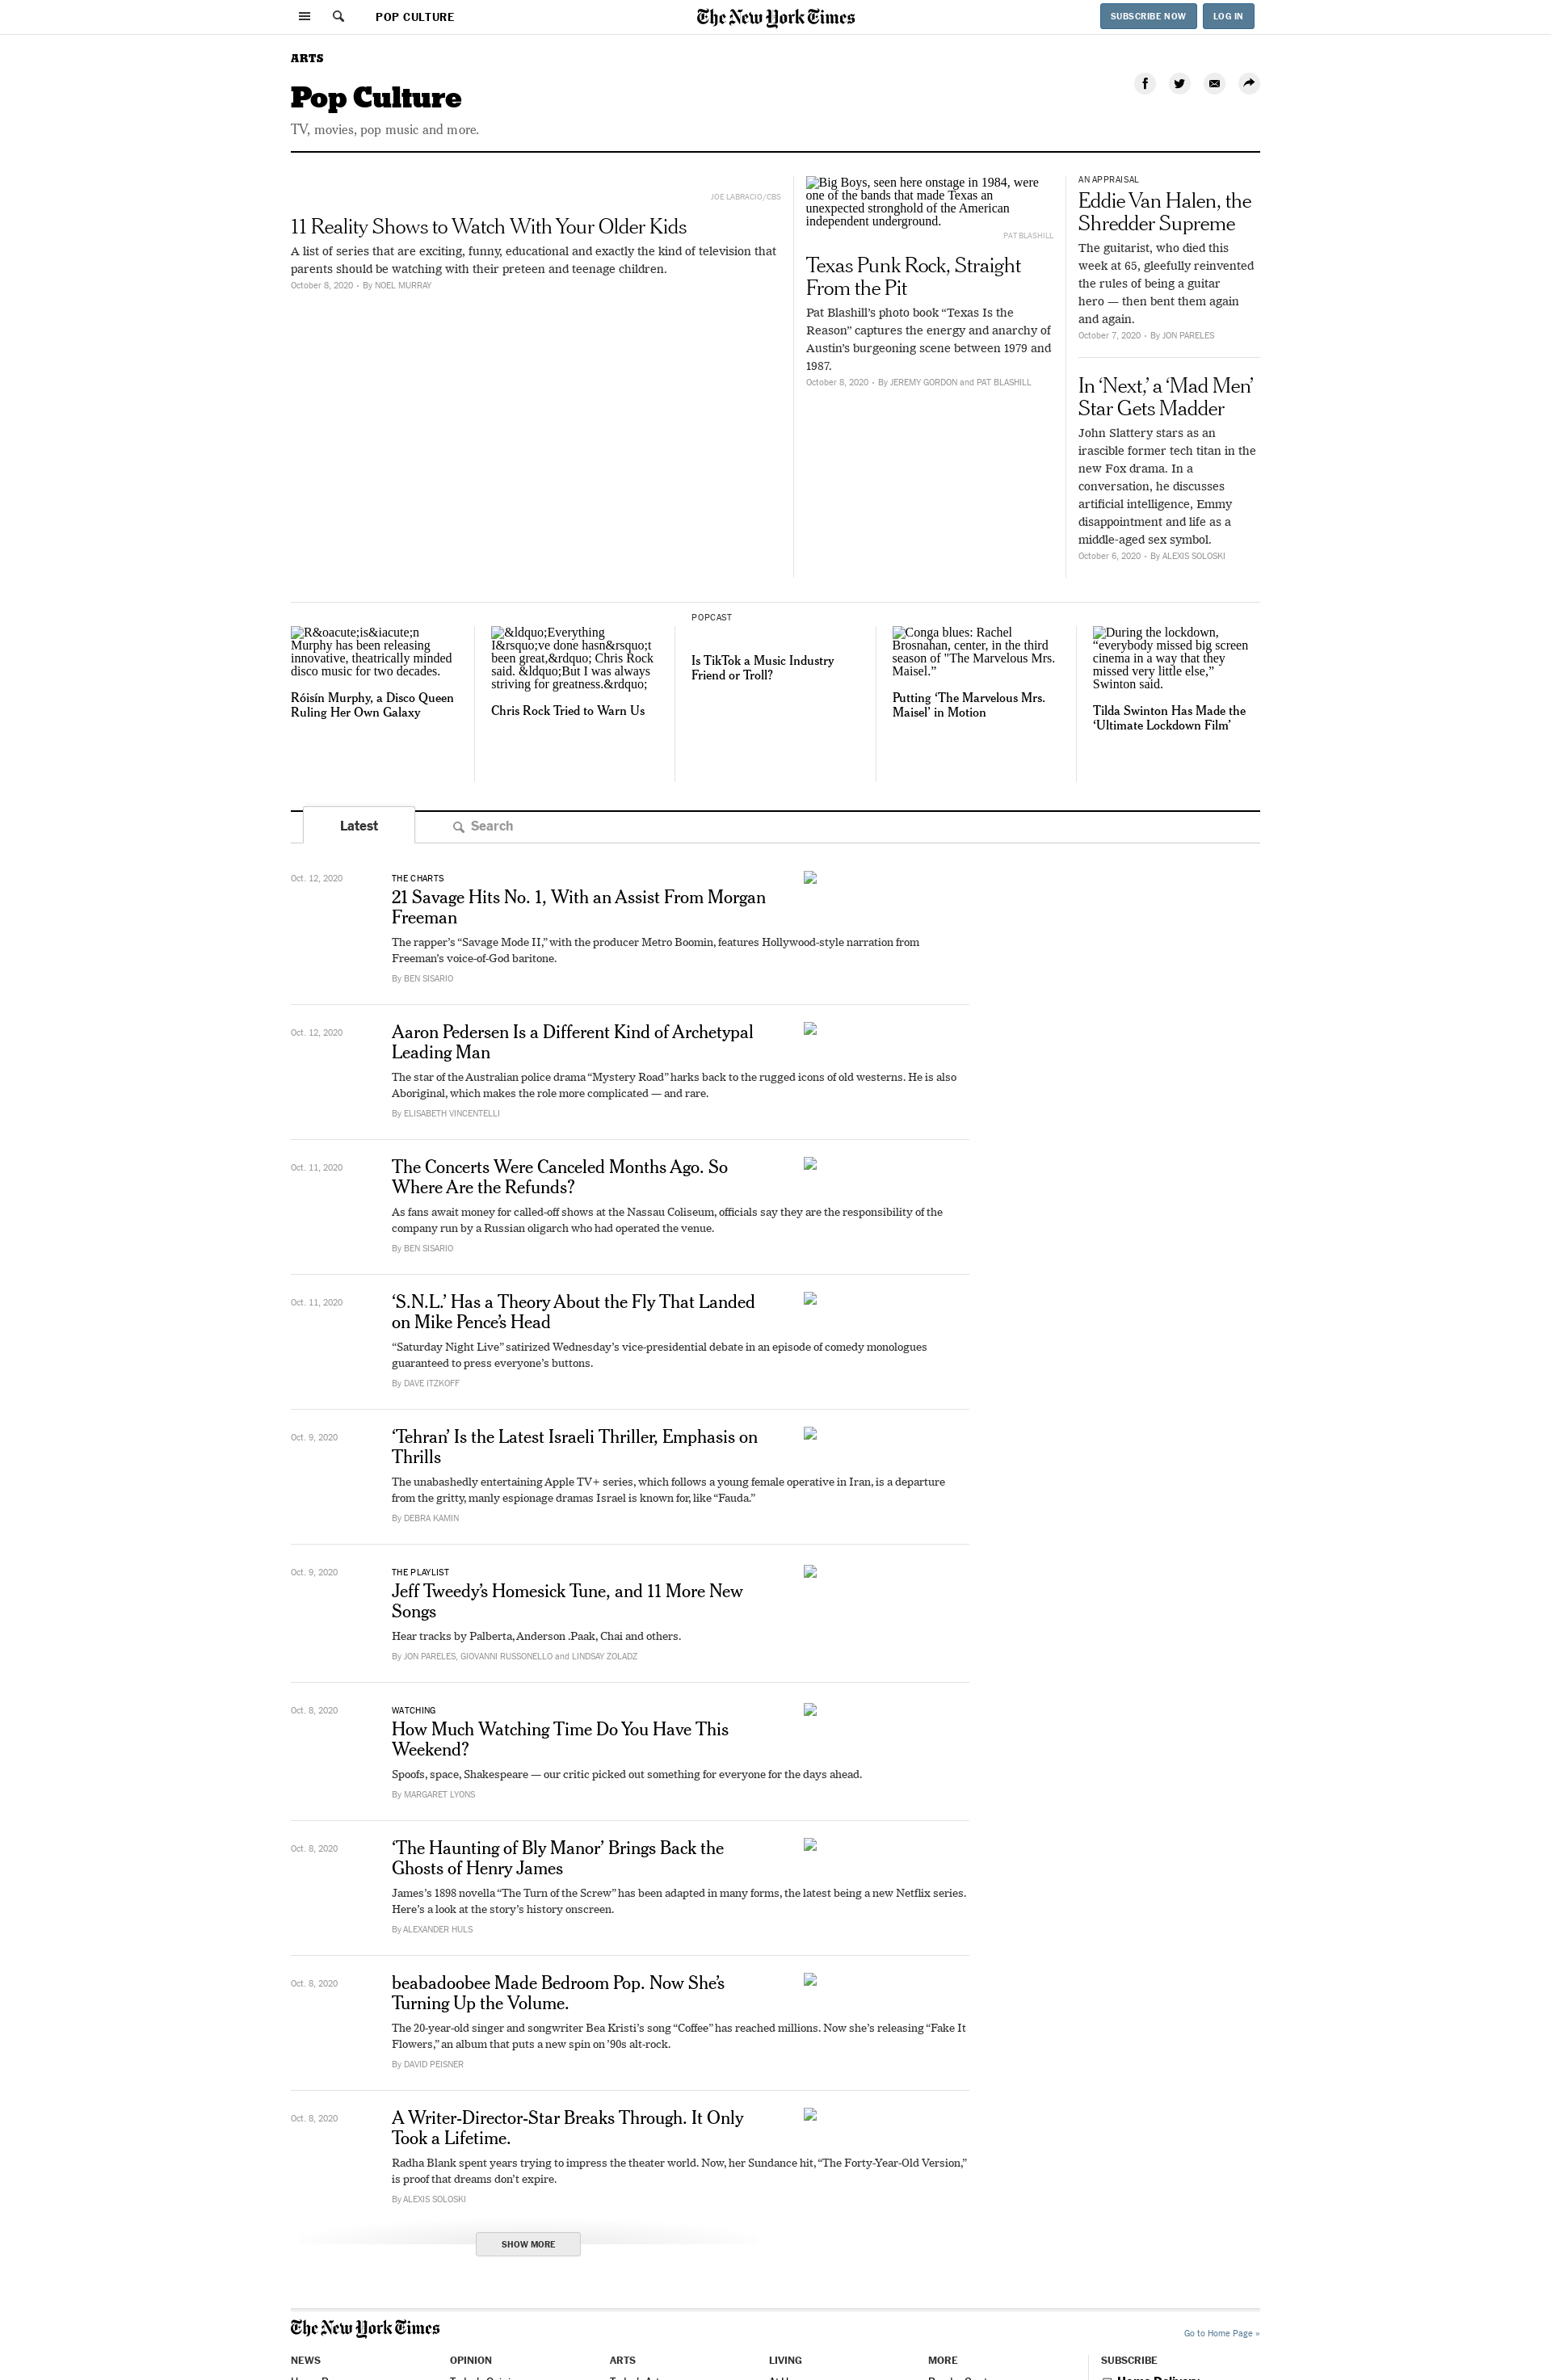 POP CULTURE
The New York Times
SUBSCRIBE NOW
LOG IN
ARTS
Pop Culture
TV, movies, pop music and more.
JOE LABRACIO/CBS
11 Reality Shows to Watch With Your Older Kids
A list of series that are exciting, funny, educational and exactly the kind of television that
parents should be watching with their preteen and teenage children.
October 8, 2020 • By NOEL MURRAY
Big Boys, seen here onstage in 1984, were
one of the bands that made Texas an
unexpected stronghold of the American
independent underground.
PAT BLASHILL
Texas Punk Rock, Straight
From the Pit
Pat Blashill’s photo book “Texas Is the
Reason” captures the energy and anarchy of
Austin’s burgeoning scene between 1979 and
1987.
October 8, 2020 • By JEREMY GORDON and PAT BLASHILL
AN APPRAISAL
Eddie Van Halen, the
Shredder Supreme
The guitarist, who died this
week at 65, gleefully reinvented
the rules of being a guitar
hero — then bent them again
and again.
October 7, 2020 • By JON PARELES
In ‘Next,’ a ‘Mad Men’
Star Gets Madder
John Slattery stars as an
irascible former tech titan in the
new Fox drama. In a
conversation, he discusses
artificial intelligence, Emmy
disappointment and life as a
middle-aged sex symbol.
October 6, 2020 • By ALEXIS SOLOSKI
R&oacute;is&iacute;n
Murphy has been releasing
innovative, theatrically minded
disco music for two decades.
Róisín Murphy, a Disco Queen
Ruling Her Own Galaxy
&ldquo;Everything
I&rsquo;ve done hasn&rsquo;t
been great,&rdquo; Chris Rock
said. &ldquo;But I was always
striving for greatness.&rdquo;
Chris Rock Tried to Warn Us
POPCAST
Is TikTok a Music Industry
Friend or Troll?
Conga blues: Rachel
Brosnahan, center, in the third
season of "The Marvelous Mrs.
Maisel.”
Putting ‘The Marvelous Mrs.
Maisel’ in Motion
During the lockdown,
“everybody missed big screen
cinema in a way that they
missed very little else,”
Swinton said.
Tilda Swinton Has Made the
‘Ultimate Lockdown Film’
Latest
Search
Oct. 12, 2020
THE CHARTS
21 Savage Hits No. 1, With an Assist From Morgan
Freeman
The rapper’s “Savage Mode II,” with the producer Metro Boomin, features Hollywood-style narration from
Freeman’s voice-of-God baritone.
By BEN SISARIO
Oct. 12, 2020
Aaron Pedersen Is a Different Kind of Archetypal
Leading Man
The star of the Australian police drama “Mystery Road” harks back to the rugged icons of old westerns. He is also
Aboriginal, which makes the role more complicated — and rare.
By ELISABETH VINCENTELLI
Oct. 11, 2020
The Concerts Were Canceled Months Ago. So
Where Are the Refunds?
As fans await money for called-off shows at the Nassau Coliseum, officials say they are the responsibility of the
company run by a Russian oligarch who had operated the venue.
By BEN SISARIO
Oct. 11, 2020
‘S.N.L.’ Has a Theory About the Fly That Landed
on Mike Pence’s Head
“Saturday Night Live” satirized Wednesday’s vice-presidential debate in an episode of comedy monologues
guaranteed to press everyone’s buttons.
By DAVE ITZKOFF
Oct. 9, 2020
‘Tehran’ Is the Latest Israeli Thriller, Emphasis on
Thrills
The unabashedly entertaining Apple TV+ series, which follows a young female operative in Iran, is a departure
from the gritty, manly espionage dramas Israel is known for, like “Fauda.”
By DEBRA KAMIN
Oct. 9, 2020
THE PLAYLIST
Jeff Tweedy’s Homesick Tune, and 11 More New
Songs
Hear tracks by Palberta, Anderson .Paak, Chai and others.
By JON PARELES, GIOVANNI RUSSONELLO and LINDSAY ZOLADZ
Oct. 8, 2020
WATCHING
How Much Watching Time Do You Have This
Weekend?
Spoofs, space, Shakespeare — our critic picked out something for everyone for the days ahead.
By MARGARET LYONS
Oct. 8, 2020
‘The Haunting of Bly Manor’ Brings Back the
Ghosts of Henry James
James’s 1898 novella “The Turn of the Screw” has been adapted in many forms, the latest being a new Netflix series.
Here’s a look at the story’s history onscreen.
By ALEXANDER HULS
Oct. 8, 2020
beabadoobee Made Bedroom Pop. Now She’s
Turning Up the Volume.
The 20-year-old singer and songwriter Bea Kristi’s song “Coffee” has reached millions. Now she’s releasing “Fake It
Flowers,” an album that puts a new spin on ’90s alt-rock.
By DAVID PEISNER
Oct. 8, 2020
A Writer-Director-Star Breaks Through. It Only
Took a Lifetime.
Radha Blank spent years trying to impress the theater world. Now, her Sundance hit, “The Forty-Year-Old Version,”
is proof that dreams don’t expire.
By ALEXIS SOLOSKI
SHOW MORE
The New York Times
Go to Home Page »
NEWS
OPINION
ARTS
LIVING
MORE
SUBSCRIBE